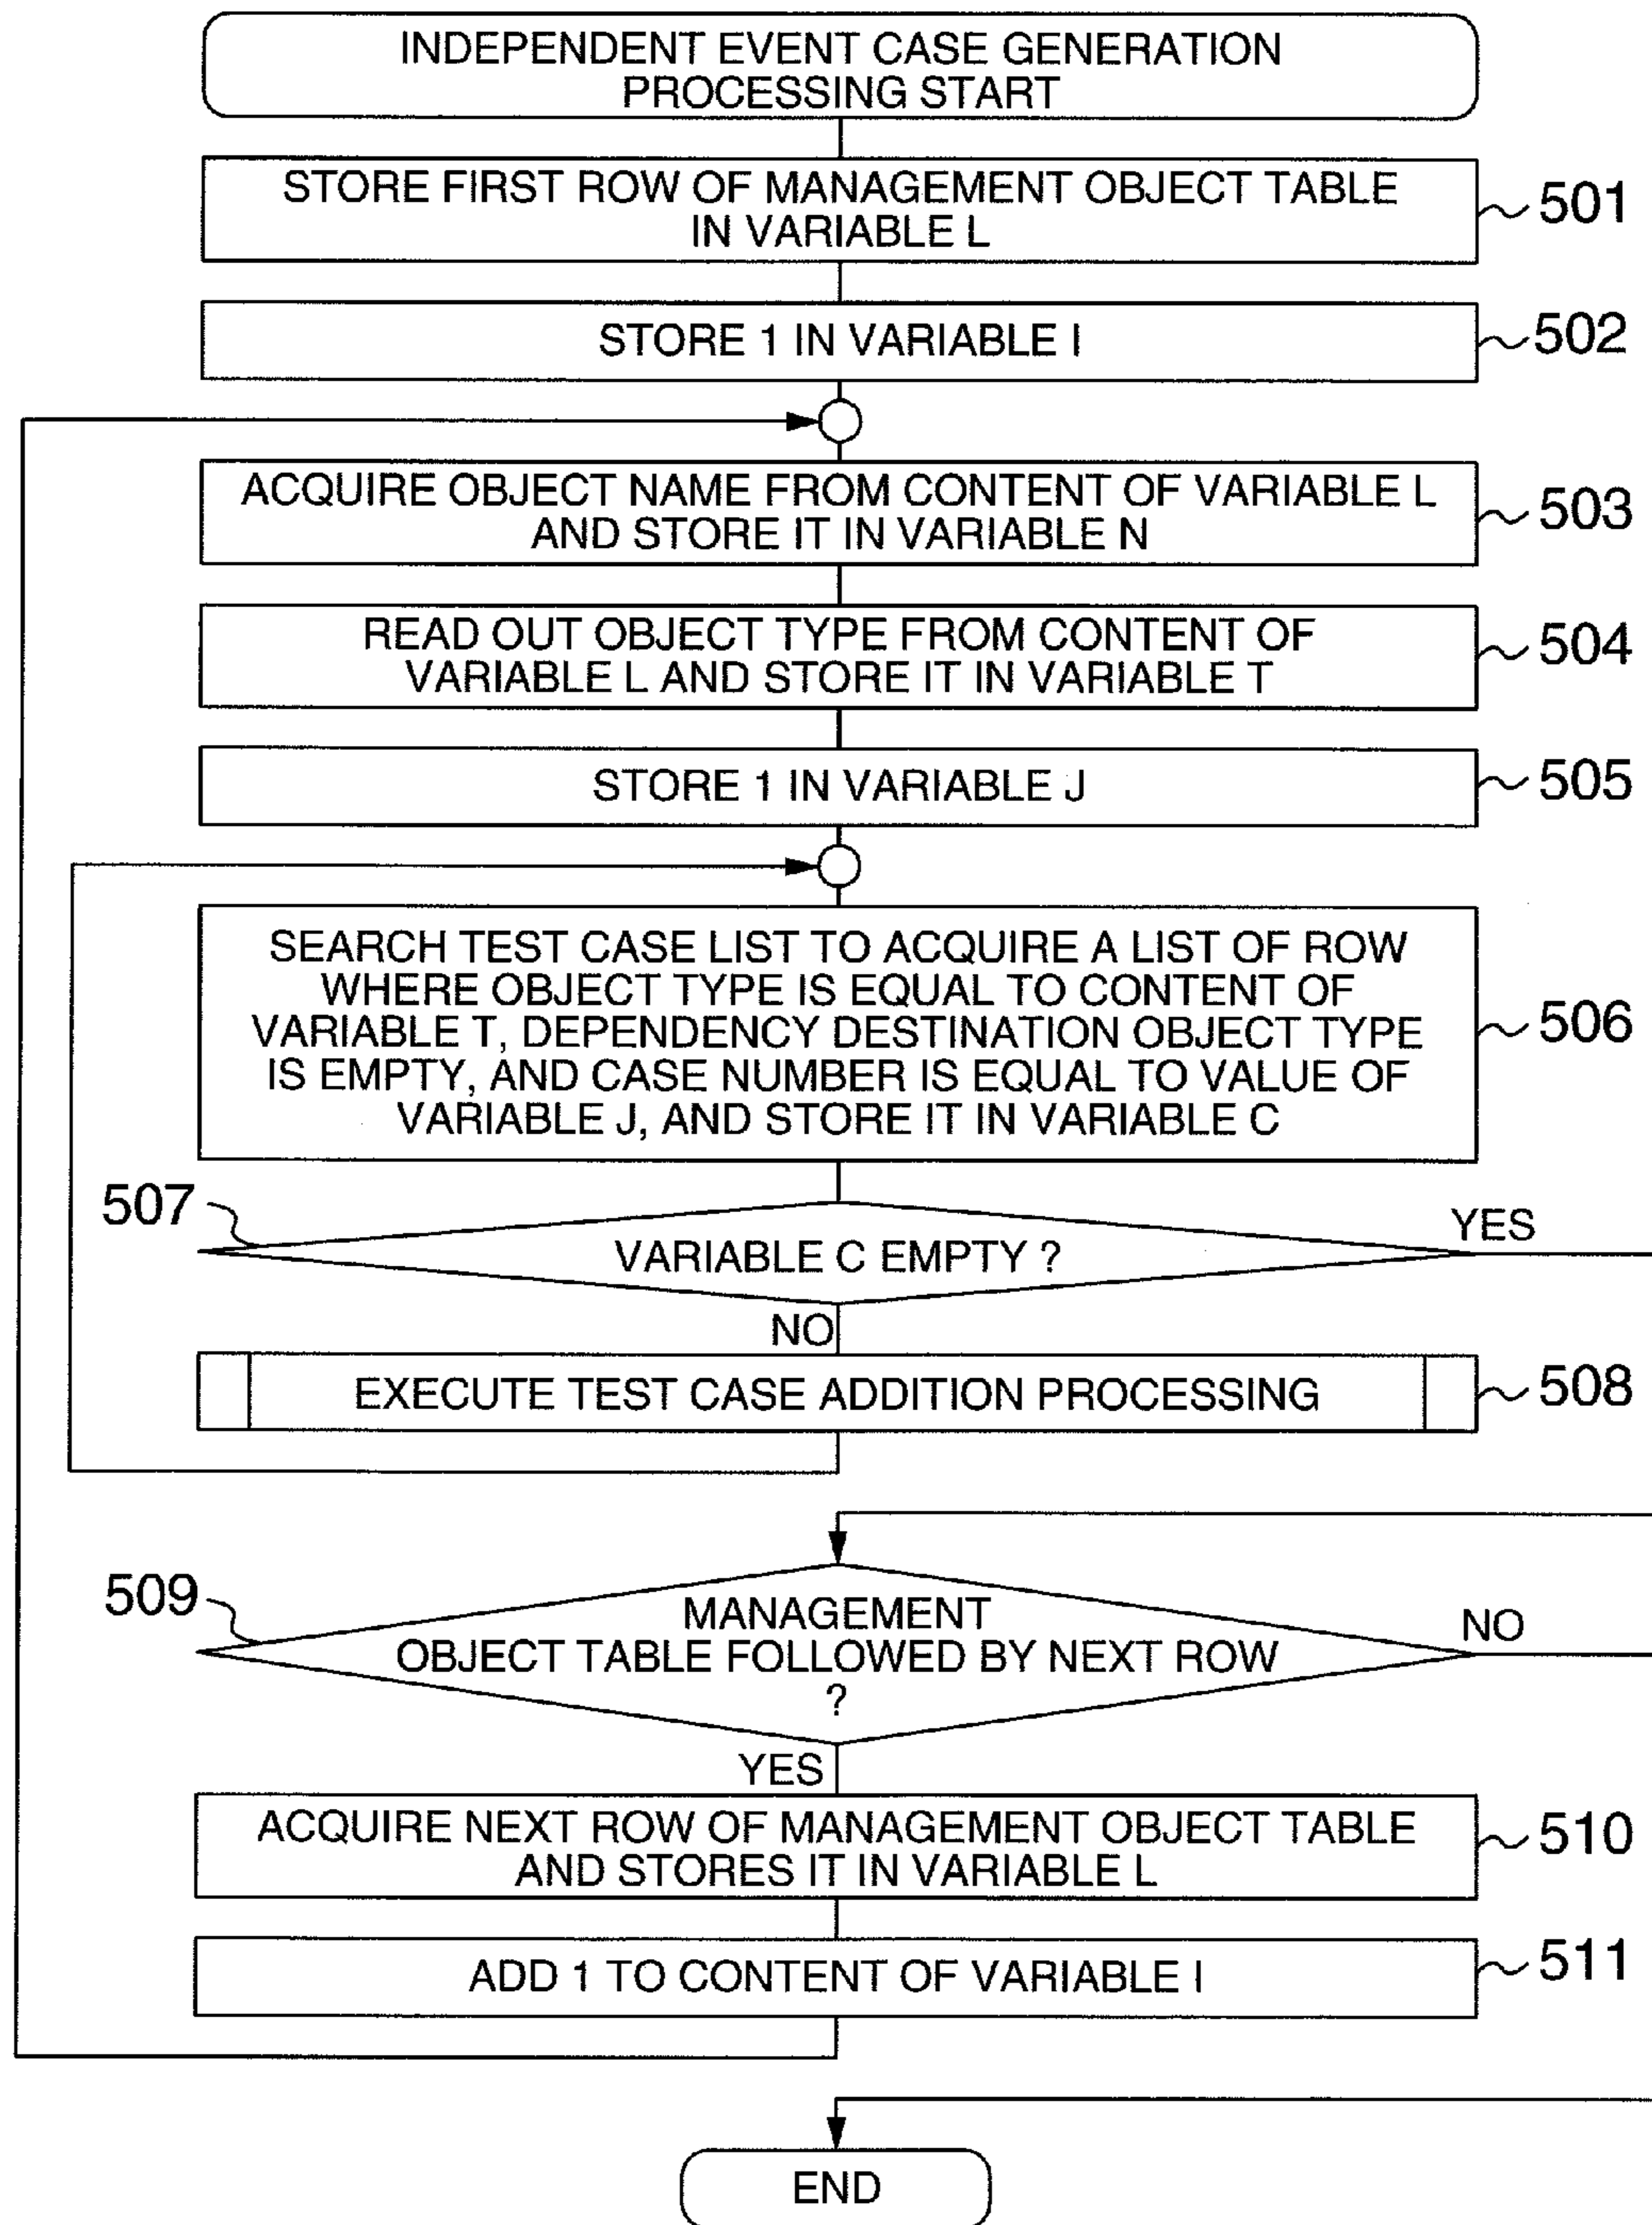 INDEPENDENT EVENT CASE GENERATION
PROCESSING START
STORE FIRST ROW OF MANAGEMENT OBJECT TABLE
IN VARIABLE L
501
STORE 1 IN VARIABLE I
502
ACQUIRE OBJECT NAME FROM CONTENT OF VARIABLE L
AND STORE IT IN VARIABLE N
503
READ OUT OBJECT TYPE FROM CONTENT OF
VARIABLE L AND STORE IT IN VARIABLE T
504
STORE 1 IN VARIABLE J
505
SEARCH TEST CASE LIST TO ACQUIRE A LIST OF ROW
WHERE OBJECT TYPE IS EQUAL TO CONTENT OF
VARIABLE T, DEPENDENCY DESTINATION OBJECT TYPE
IS EMPTY, AND CASE NUMBER IS EQUAL TO VALUE OF
VARIABLE J, AND STORE IT IN VARIABLE C
506
507
VARIABLE C EMPTY ?
YES
NO
EXECUTE TEST CASE ADDITION PROCESSING
508
509
MANAGEMENT
OBJECT TABLE FOLLOWED BY NEXT ROW
?
NO
YES
ACQUIRE NEXT ROW OF MANAGEMENT OBJECT TABLE
AND STORES IT IN VARIABLE L
510
ADD 1 TO CONTENT OF VARIABLE I
511
END